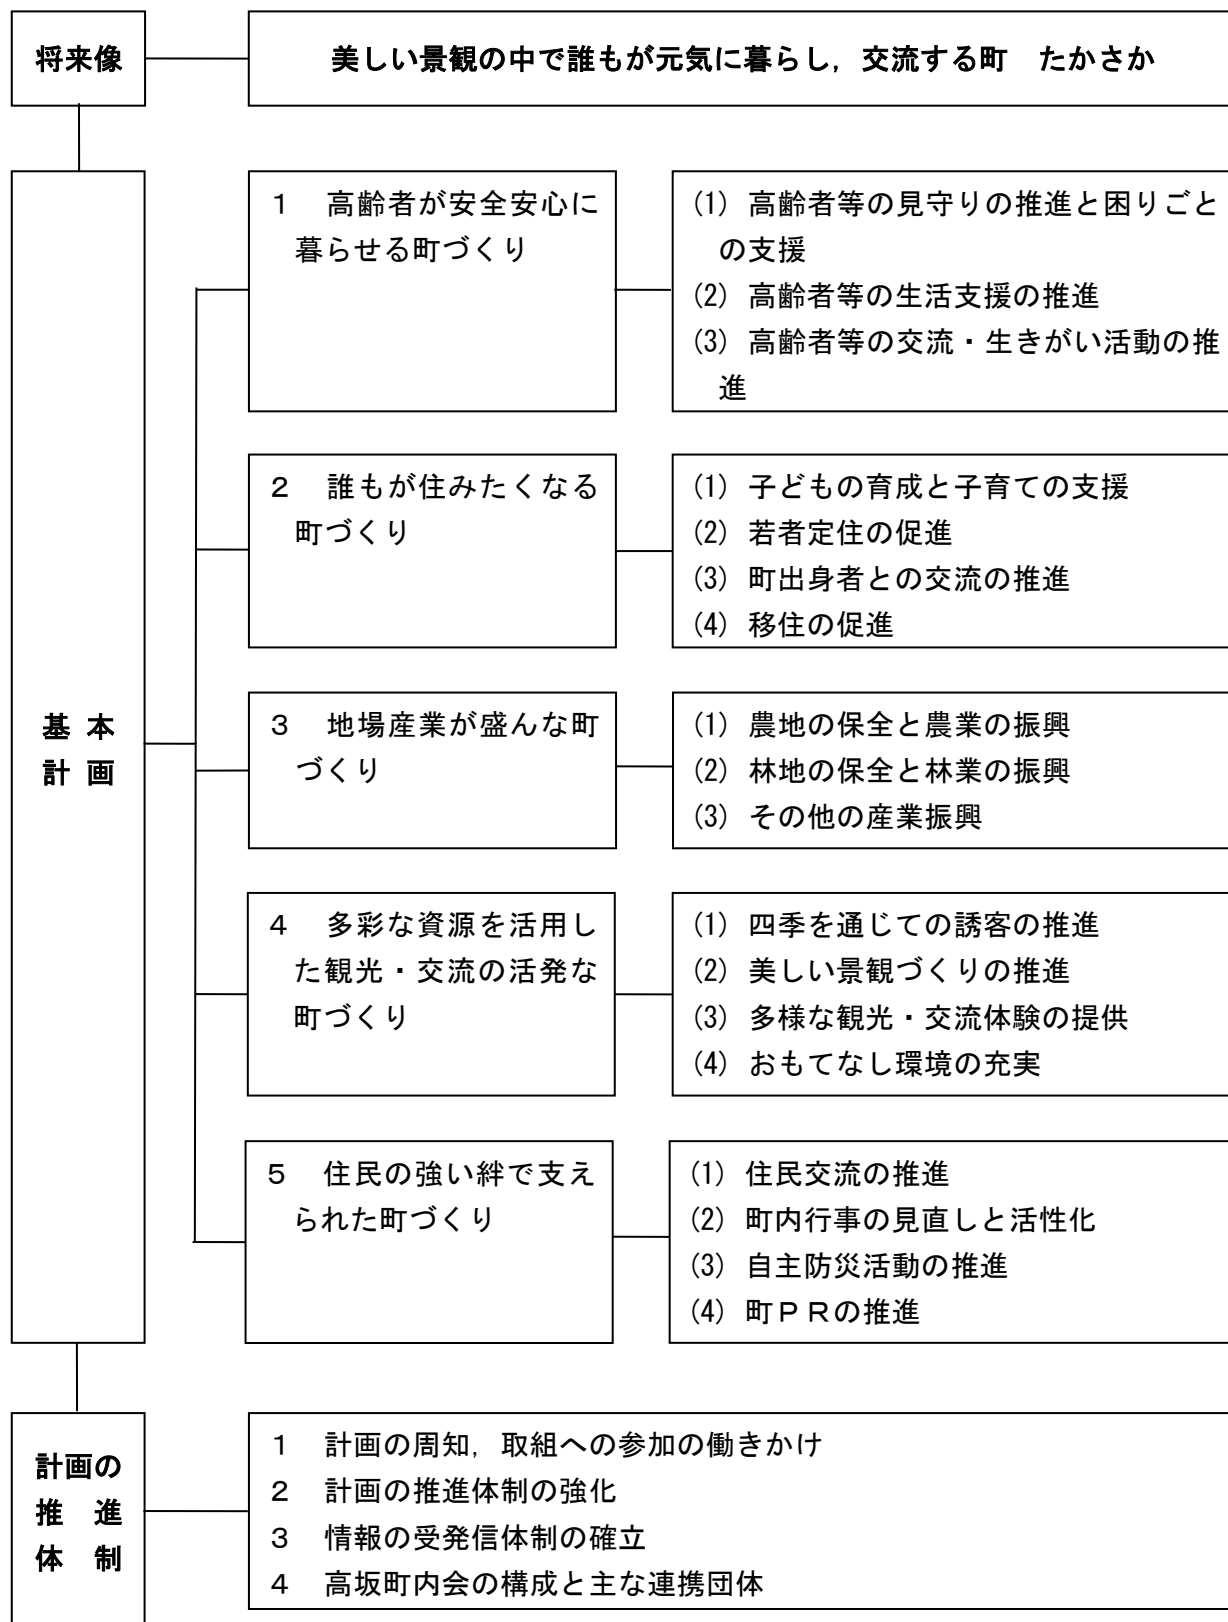 将来像
美しい景観の中で誰もが元気に暮らし，交流する町　たかさか
基 本
計 画
１　高齢者が安全安心に
暮らせる町づくり
(1) 高齢者等の見守りの推進と困りごと
の支援
(2) 高齢者等の生活支援の推進
(3) 高齢者等の交流・生きがい活動の推
進
２　誰もが住みたくなる
町づくり
(1) 子どもの育成と子育ての支援
(2) 若者定住の促進
(3) 町出身者との交流の推進
(4) 移住の促進
３　地場産業が盛んな町
づくり
(1) 農地の保全と農業の振興
(2) 林地の保全と林業の振興
(3) その他の産業振興
４　多彩な資源を活用し
た観光・交流の活発な
町づくり
(1) 四季を通じての誘客の推進
(2) 美しい景観づくりの推進
(3) 多様な観光・交流体験の提供
(4) おもてなし環境の充実
５　住民の強い絆で支え
られた町づくり
(1) 住民交流の推進
(2) 町内行事の見直しと活性化
(3) 自主防災活動の推進
(4) 町ＰＲの推進
計画の
推　進
体　制
１　計画の周知，取組への参加の働きかけ
２　計画の推進体制の強化
３　情報の受発信体制の確立
４　高坂町内会の構成と主な連携団体